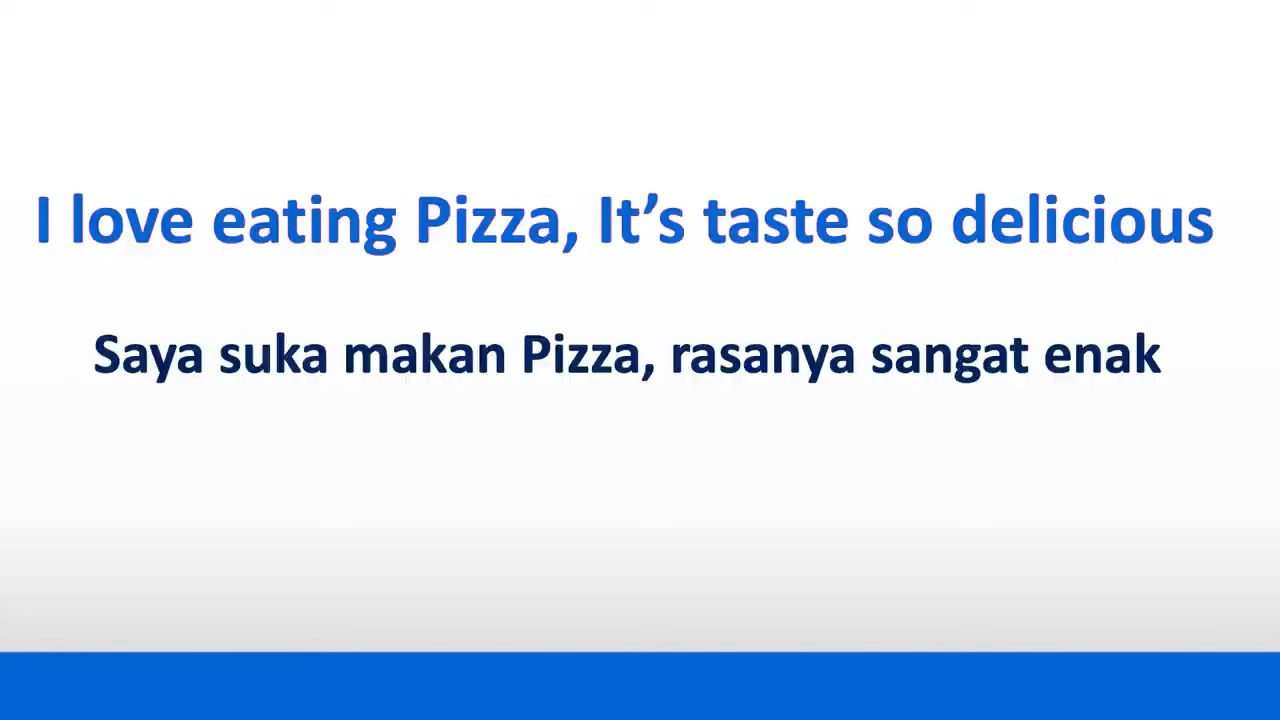 I love eating Pizza, It’s taste so delicious
Saya suka makan Pizza, rasanya sangat enak